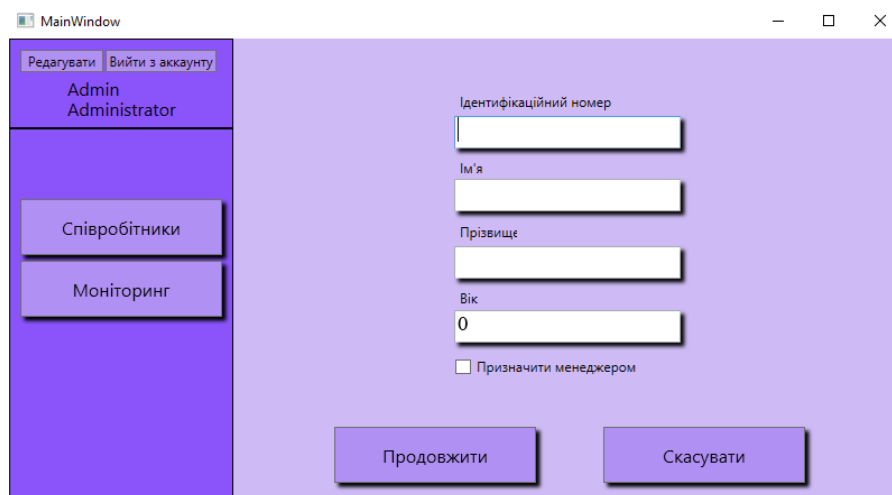 MainWindow
Редагувати
Вийти з аккаунту
Admin
Administrator
Співробітники
Моніторинг
Ідентифікаційний номер
Ім'я
Прізвище
Вік
0
Призначити менеджером
Продовжити
Скасувати